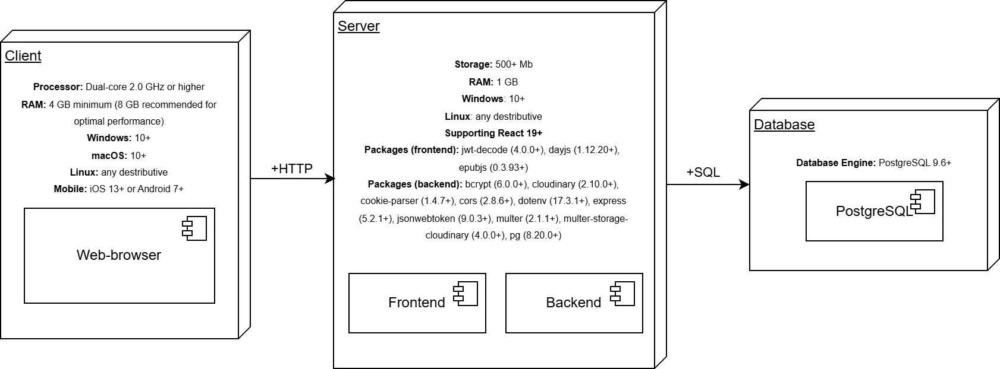 Client
Processor: Dual-core 2.0 GHz or higher
RAM: 4 GB minimum (8 GB recommended for
optimal performance)
Windows: 10+
macOS: 10+
Linux: any destributive
Mobile: iOS 13+ or Android 7+
Web-browser
+HTTP
Server
Storage: 500+ Mb
RAM: 1 GB
Windows: 10+
Linux: any destributive
Supporting React 19+
Packages (frontend): jwt-decode (4.0.0+), dayjs (1.12.20+),
epubjs (0.3.93+)
Packages (backend): bcrypt (6.0.0+), cloudinary (2.10.0+),
cookie-parser (1.4.7+), cors (2.8.6+), dotenv (17.3.1+), express
(5.2.1+), jsonwebtoken (9.0.3+), multer (2.1.1+), multer-storage-
cloudinary (4.0.0+), pg (8.20.0+)
Frontend
Backend
+SQL
Database
Database Engine: PostgreSQL 9.6+
PostgreSQL